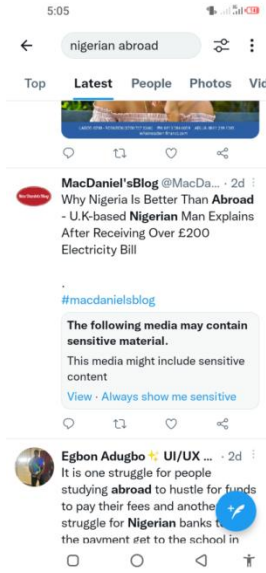 5:05
nigerian abroad
Top Latest People Photos Vid
MacDaniel'sBlog @MacDa... · 2d
Why Nigeria Is Better Than Abroad
- U.K-based Nigerian Man Explains
After Receiving Over £200
Electricity Bill
.
#macdanielsblog
The following media may contain
sensitive material.
This media might include sensitive
content
View · Always show me sensitive
Egbon Adugbo✨ UI/UX ... · 2d
It is one struggle for people
studying abroad to hustle for funds
to pay their fees and anothe
struggle for Nigerian banks t
the payment get to the school in